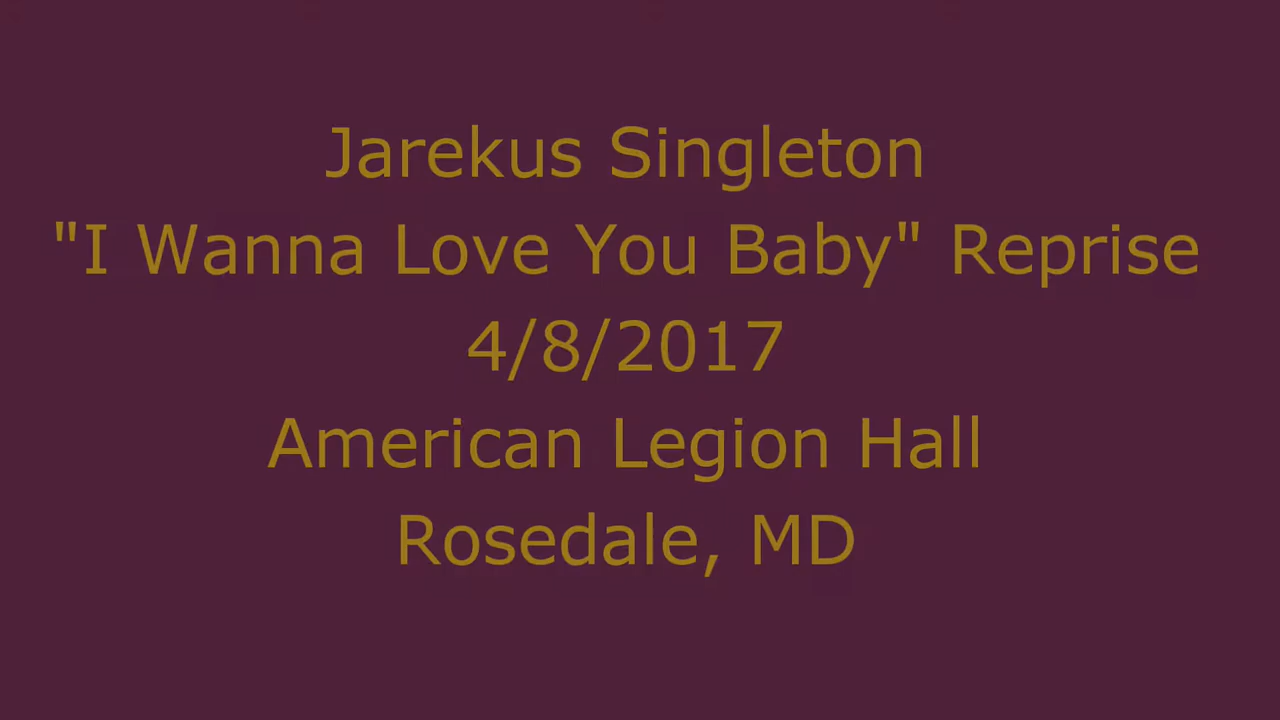 Jarekus Singleton
"I Wanna Love You Baby" Reprise
4/8/2017
American Legion Hall
Rosedale, MD